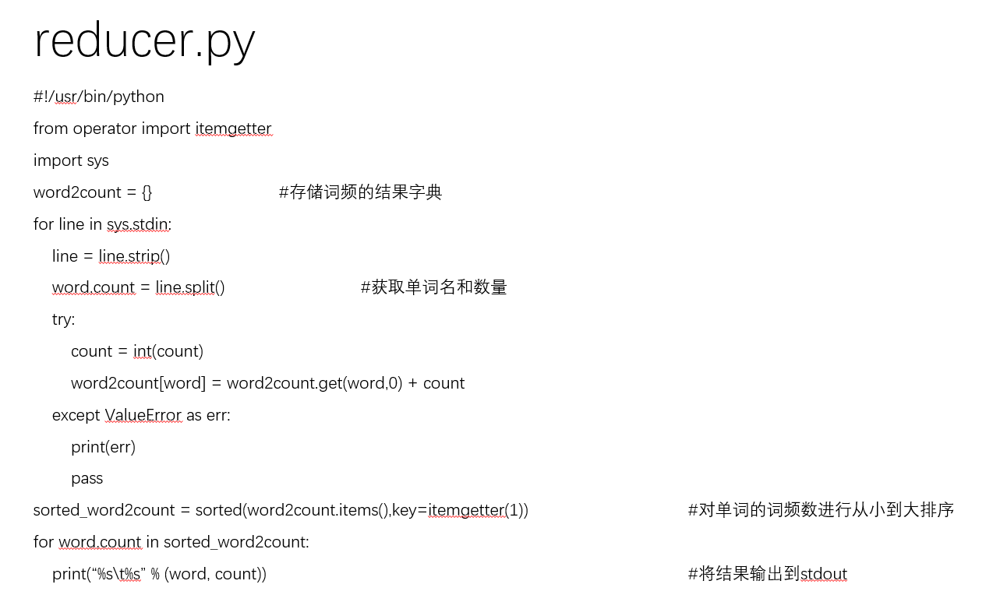 reducer.py
#!/usr/bin/python
from operator import itemgetter
import sys
word2count = {} #存储词频的结果字典
for line in sys.stdin:
line = line.strip()
word.count = line.split() #获取单词名和数量
try:
count = int(count)
word2count[word] = word2count.get(word,0) + count
except ValueError as err:
print(err)
pass
sorted_word2count = sorted(word2count.items(),key=itemgetter(1)) #对单词的词频数进行从小到大排序
for word.count in sorted_word2count:
print(“%s\t%s” % (word, count)) #将结果输出到stdout